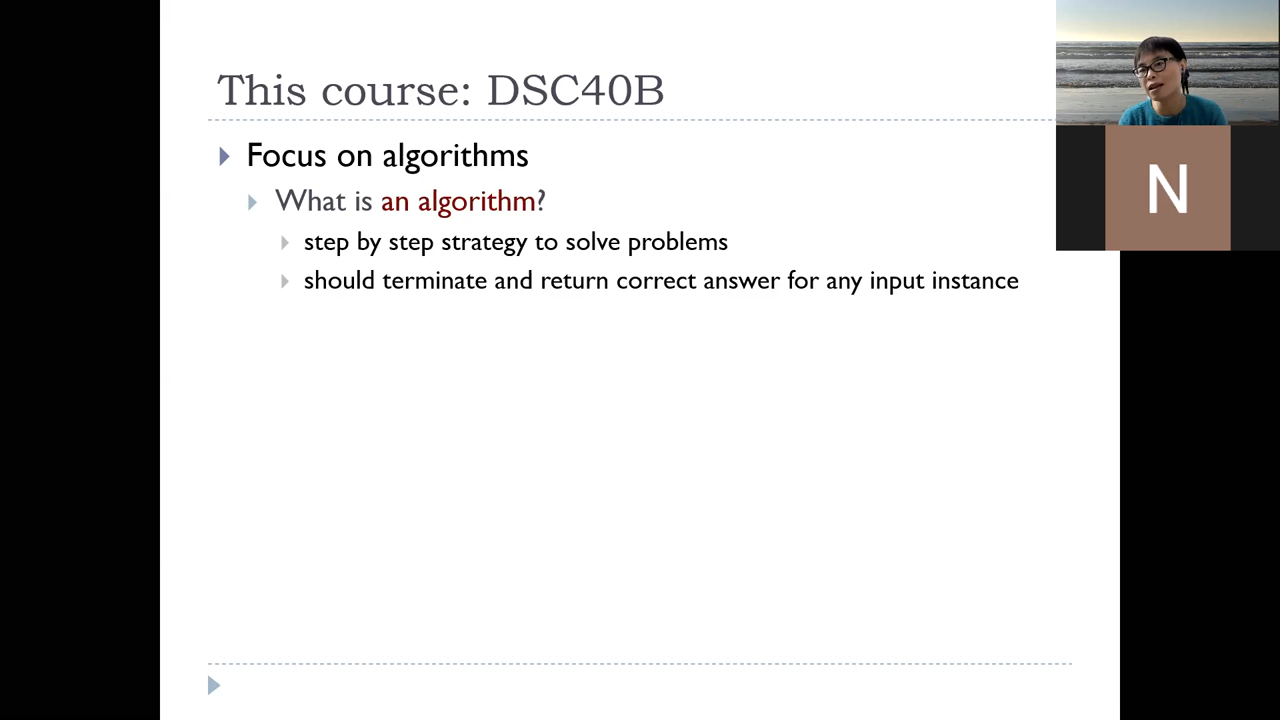 This course: DSC40B
Focus on algorithms
What is an algorithm?
step by step strategy to solve problems
should terminate and return correct answer for any input instance
N